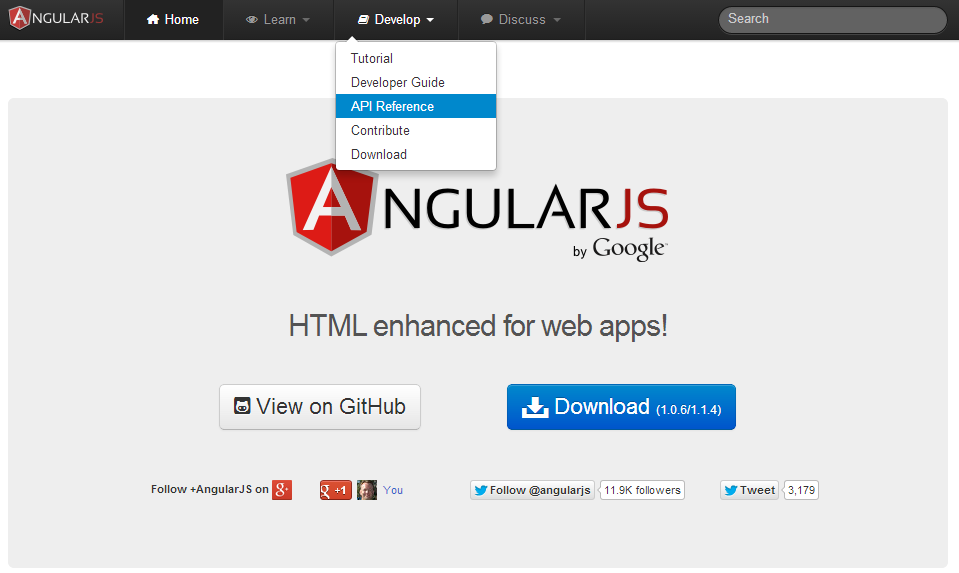 ANGULARJS Home Learn Develop Discuss Search
Tutorial
Developer Guide
API Reference
Contribute
Download
ANGULARJS
by Google™
HTML enhanced for web apps!
View on GitHub Download (1.0.6/1.1.4)
Follow +AngularJS on g+ g +1 You Follow @angularjs 11.9K followers Tweet 3,179